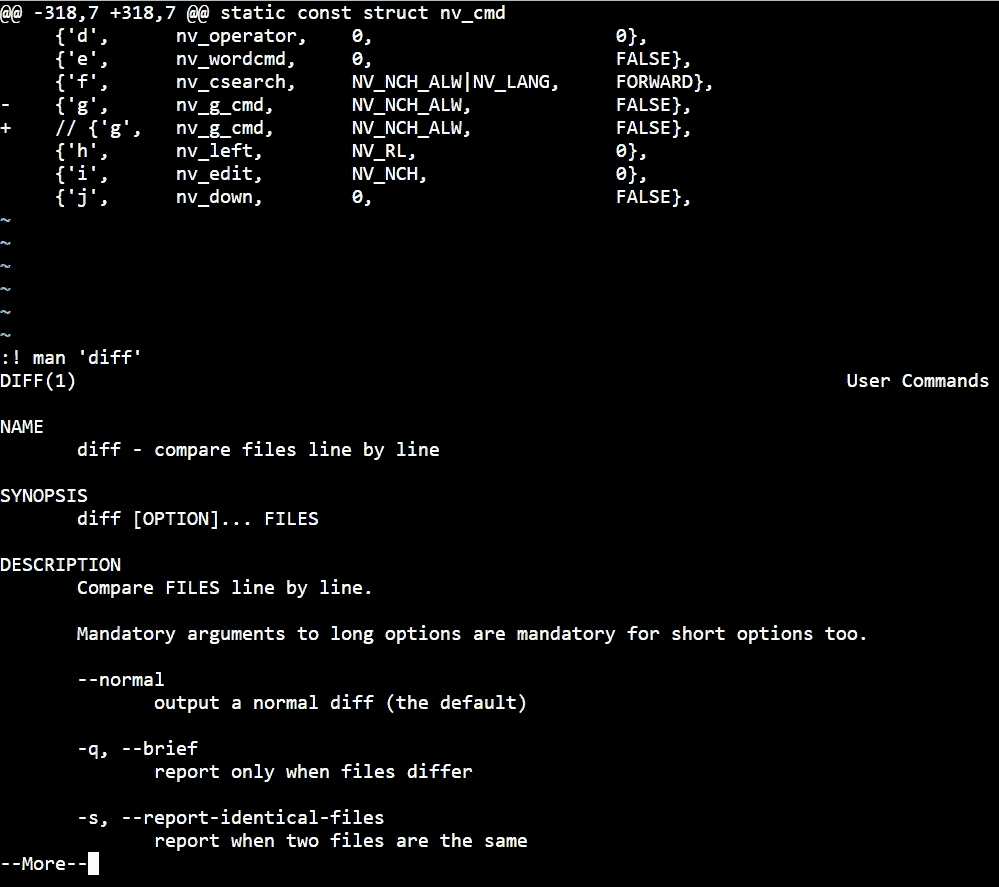 @@ -318,7 +318,7 @@ static const struct nv_cmd
     {'d',      nv_operator,    0,                      0},
     {'e',      nv_wordcmd,     0,                      FALSE},
     {'f',      nv_csearch,     NV_NCH_ALW|NV_LANG,     FORWARD},
-    {'g',      nv_g_cmd,       NV_NCH_ALW,             FALSE},
+    // {'g',   nv_g_cmd,       NV_NCH_ALW,             FALSE},
     {'h',      nv_left,        NV_RL,                  0},
     {'i',      nv_edit,        NV_NCH,                 0},
     {'j',      nv_down,        0,                      FALSE},
~
~
~
~
~
~
:! man 'diff'
DIFF(1)                                                                      User Commands

NAME
       diff - compare files line by line

SYNOPSIS
       diff [OPTION]... FILES

DESCRIPTION
       Compare FILES line by line.

       Mandatory arguments to long options are mandatory for short options too.

       --normal
              output a normal diff (the default)

       -q, --brief
              report only when files differ

       -s, --report-identical-files
              report when two files are the same
--More--